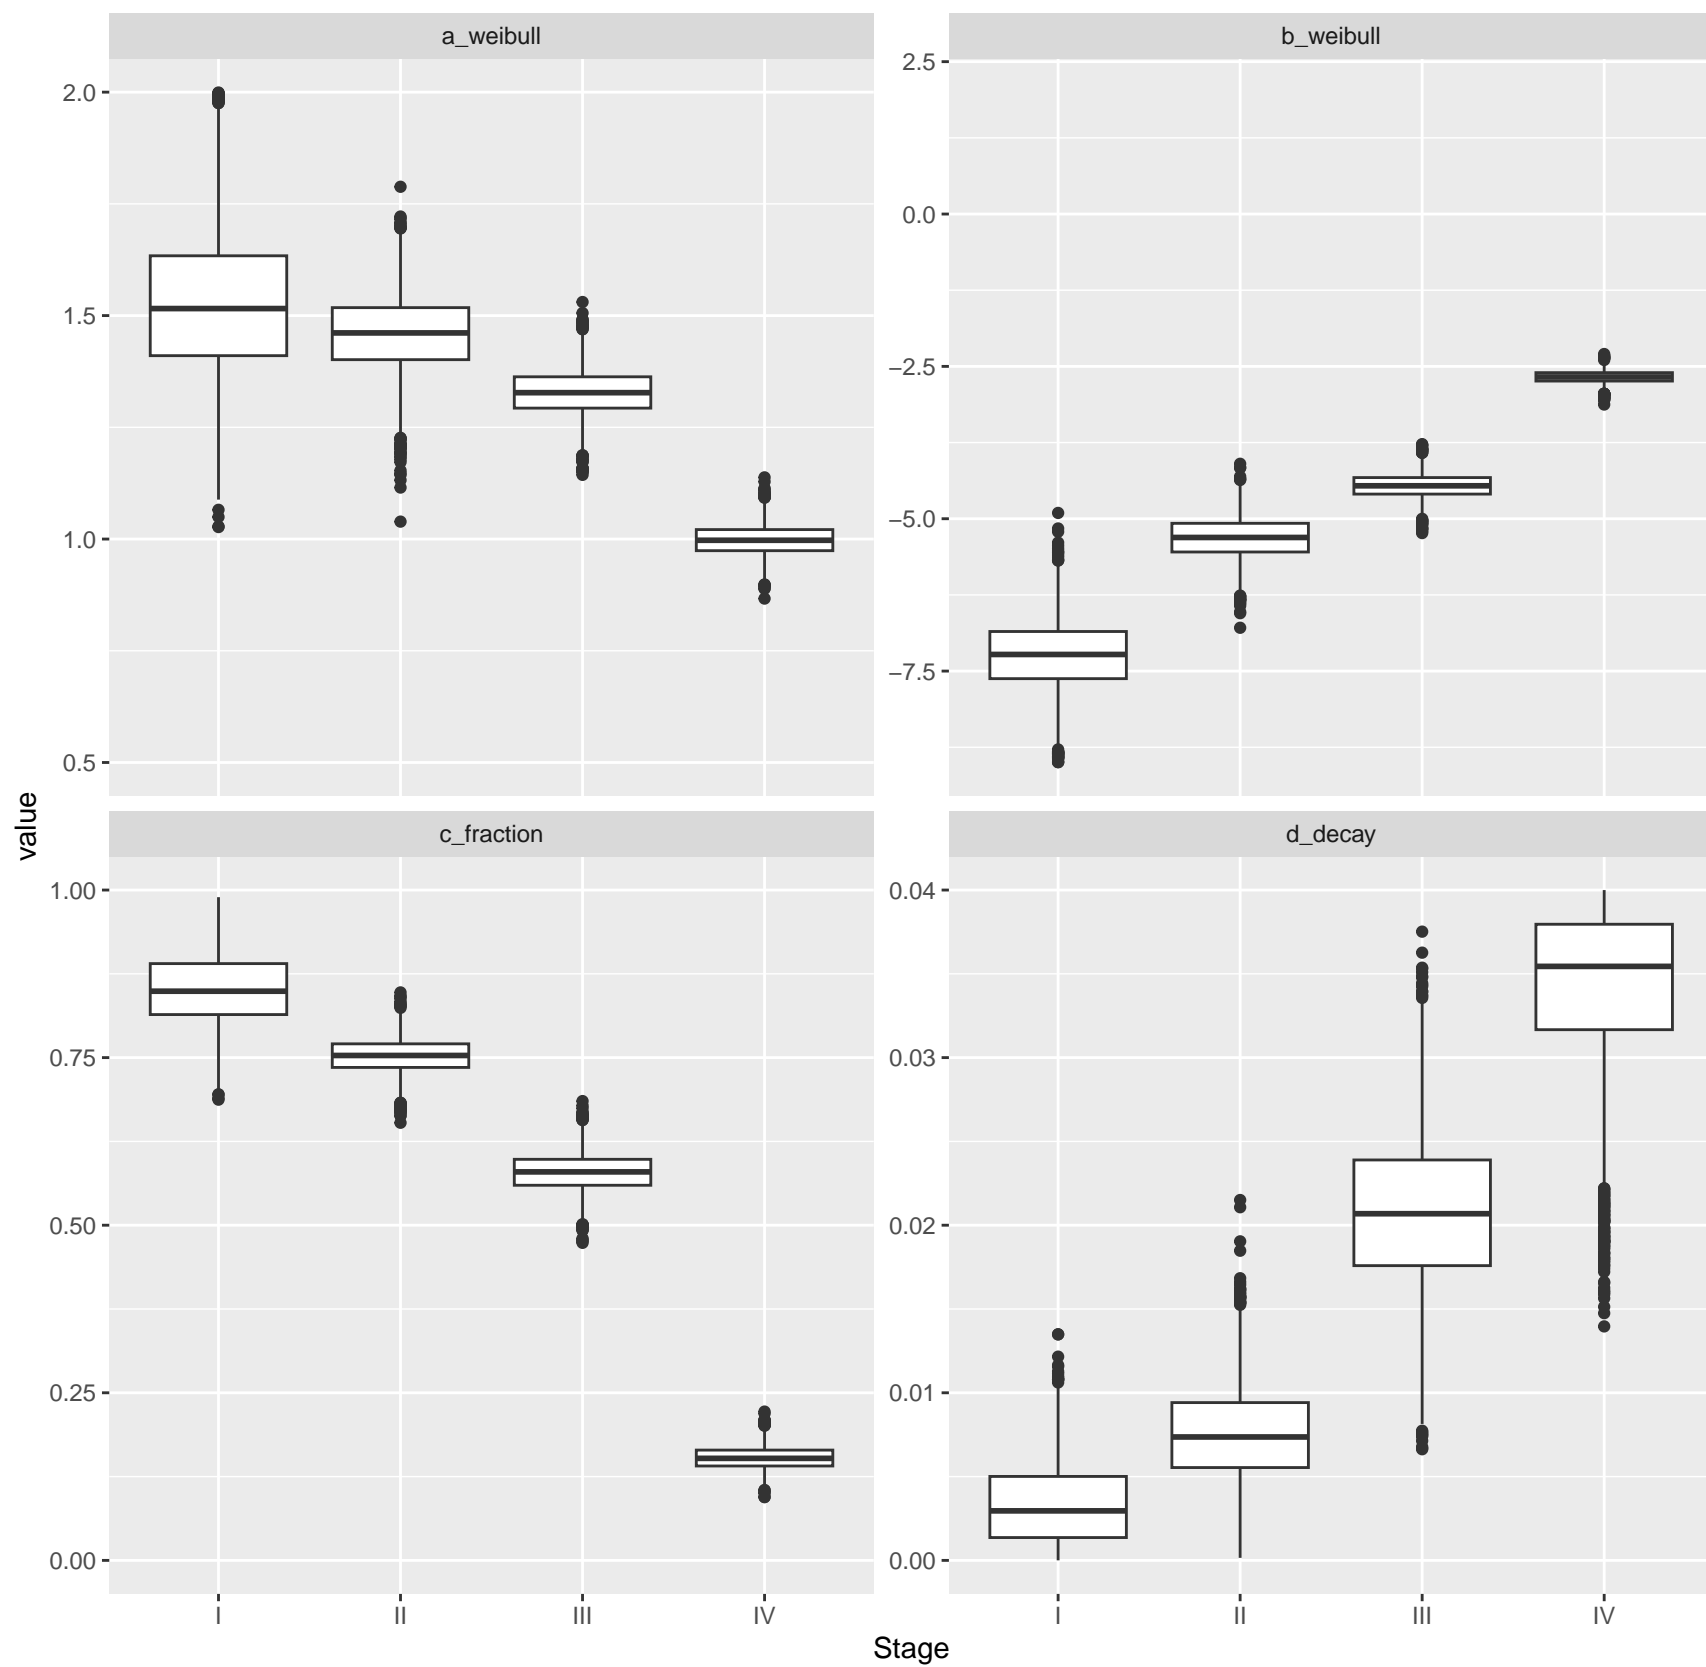 a_weibull
b_weibull
2.0
1.5
1.0
0.5
2.5
0.0
−2.5
−5.0
−7.5
c_fraction
d_decay
1.00
0.75
0.50
0.25
0.00
0.04
0.03
0.02
0.01
0.00
I II III IV
I II III IV
Stage
value